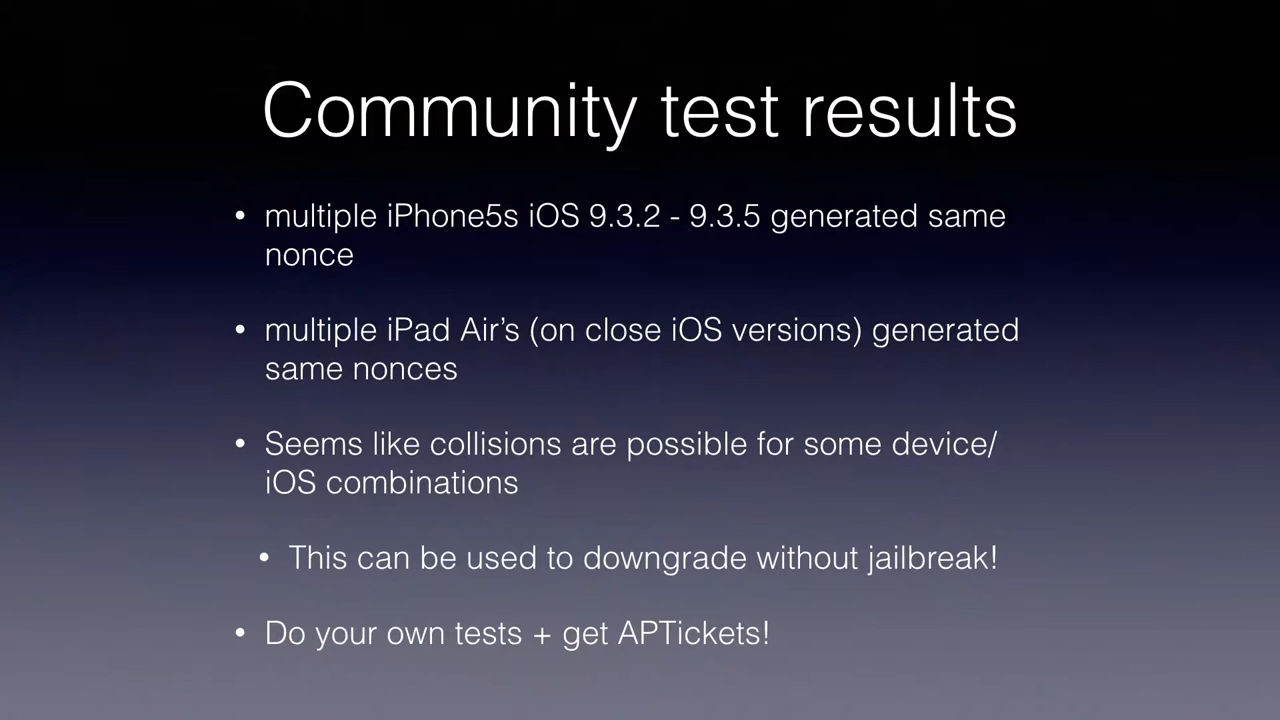 Community test results
• multiple iPhone5s iOS 9.3.2 - 9.3.5 generated same
nonce
• multiple iPad Air’s (on close iOS versions) generated
same nonces
• Seems like collisions are possible for some device/
iOS combinations
• This can be used to downgrade without jailbreak!
• Do your own tests + get APTickets!